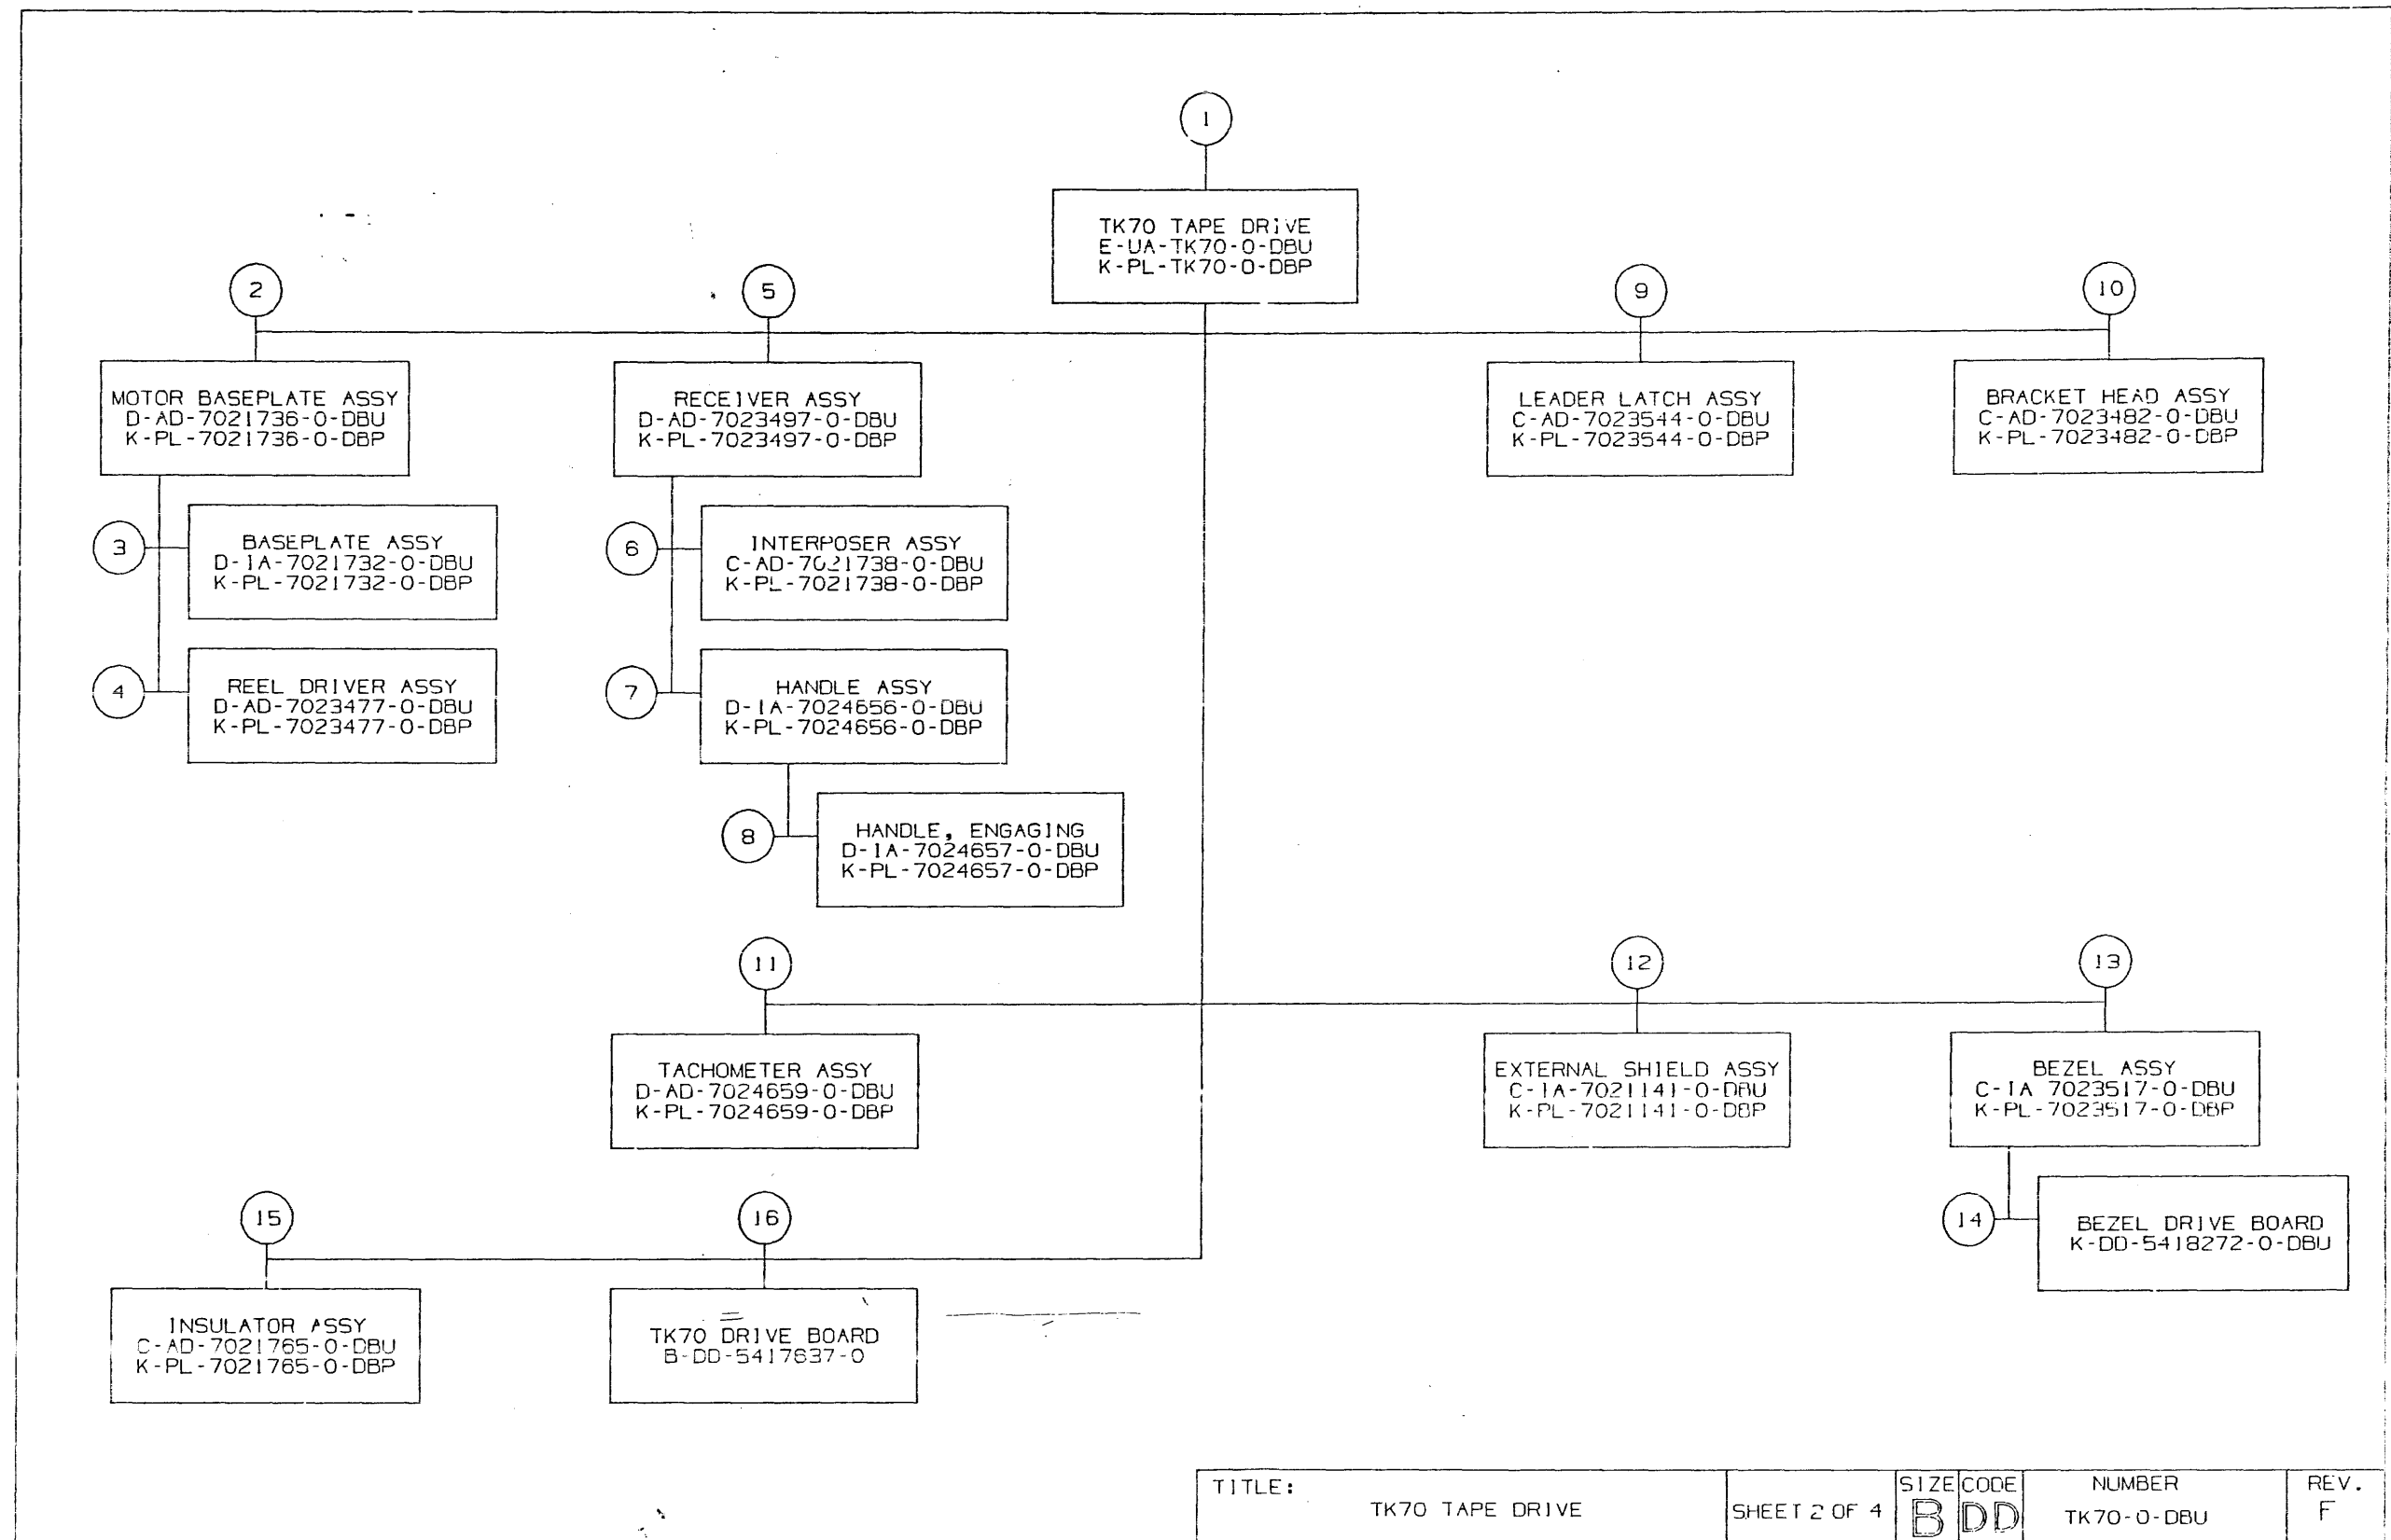 1
TK70 TAPE DRIVE
E-UA-TK70-0-DBU
K-PL-TK70-0-DBP
2
MOTOR BASEPLATE ASSY
D-AD-7021736-0-DBU
K-PL-7021736-0-DBP
3
BASEPLATE ASSY
D-IA-7021732-0-DBU
K-PL-7021732-0-DBP
4
REEL DRIVER ASSY
D-AD-7023477-0-DBU
K-PL-7023477-0-DBP
5
RECEIVER ASSY
D-AD-7023497-0-DBU
K-PL-7023497-0-DBP
6
INTERPOSER ASSY
C-AD-7021738-0-DBU
K-PL-7021738-0-DBP
7
HANDLE ASSY
D-IA-7024656-0-DBU
K-PL-7024656-0-DBP
8
HANDLE, ENGAGING
D-IA-7024657-0-DBU
K-PL-7024657-0-DBP
9
LEADER LATCH ASSY
C-AD-7023544-0-DBU
K-PL-7023544-0-DBP
10
BRACKET HEAD ASSY
C-AD-7023482-0-DBU
K-PL-7023482-0-DBP
11
TACHOMETER ASSY
D-AD-7024659-0-DBU
K-PL-7024659-0-DBP
12
EXTERNAL SHIELD ASSY
C-IA-7021141-0-DBU
K-PL-7021141-0-DBP
13
BEZEL ASSY
C-IA 7023517-0-DBU
K-PL-7023517-0-DBP
14
BEZEL DRIVE BOARD
K-DD-5418272-0-DBU
15
INSULATOR ASSY
C-AD-7021765-0-DBU
K-PL-7021765-0-DBP
16
TK70 DRIVE BOARD
B-DD-5417637-0
TITLE:
TK70 TAPE DRIVE
SHEET 2 OF 4
SIZE
B
CODE
DD
NUMBER
TK70-0-DBU
REV.
F